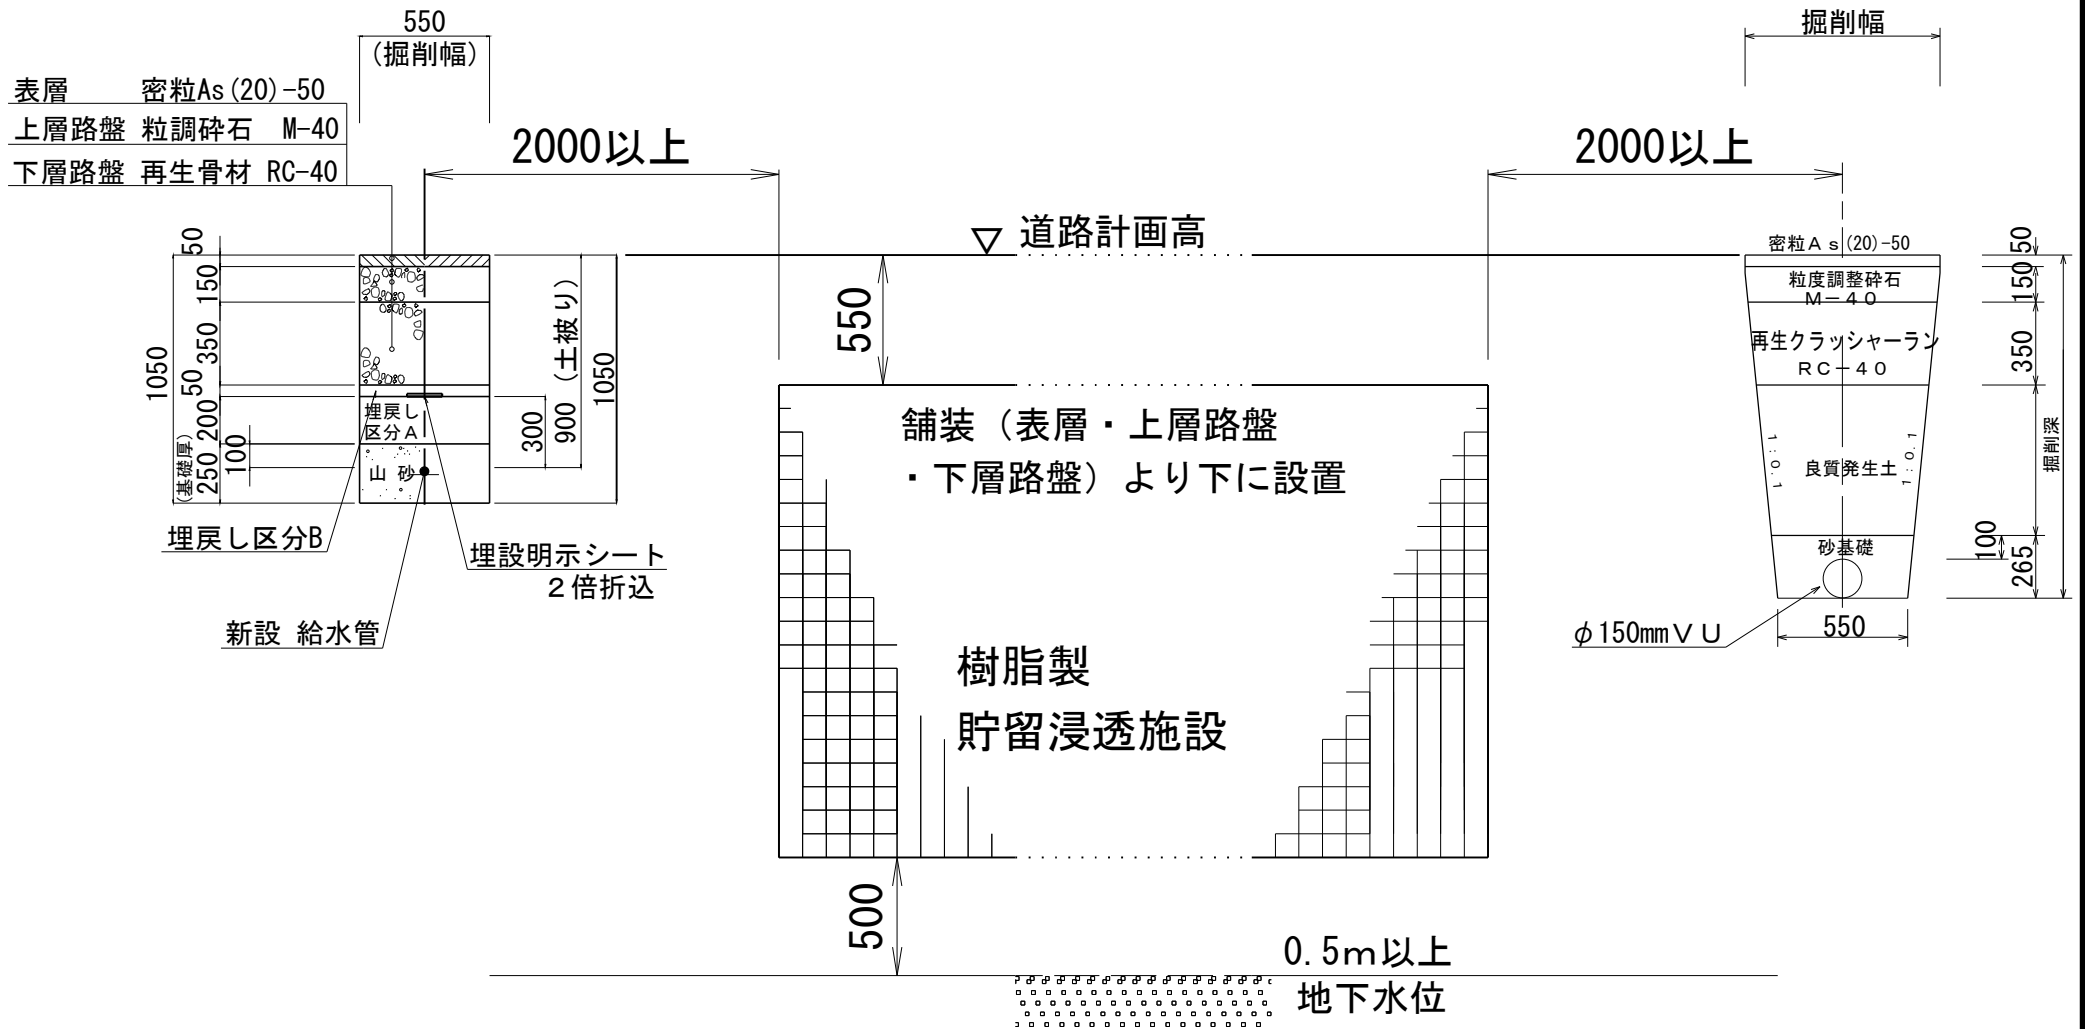 550
(掘削幅)
表層 密粒As(20)-50
上層路盤 粒調砕石 M-40
下層路盤 再生骨材 RC-40
2000以上
2000以上
掘削幅
道路計画高
50
150
350
50
200
250
(基礎厚)
100
1050
埋戻し
区分A
山 砂
300
900 (土被り)
1050
埋戻し区分B
埋設明示シート
2倍折込
新設 給水管
550
舗装(表層・上層路盤
・下層路盤)より下に設置
樹脂製
貯留浸透施設
500
0.5m以上
地下水位
密粒As(20)-50
粒度調整砕石
M-40
再生クラッシャーラン
RC-40
1:0.1
良質発生土
1:0.1
砂基礎
φ150mmVU
550
50
150
350
掘削深
100
265